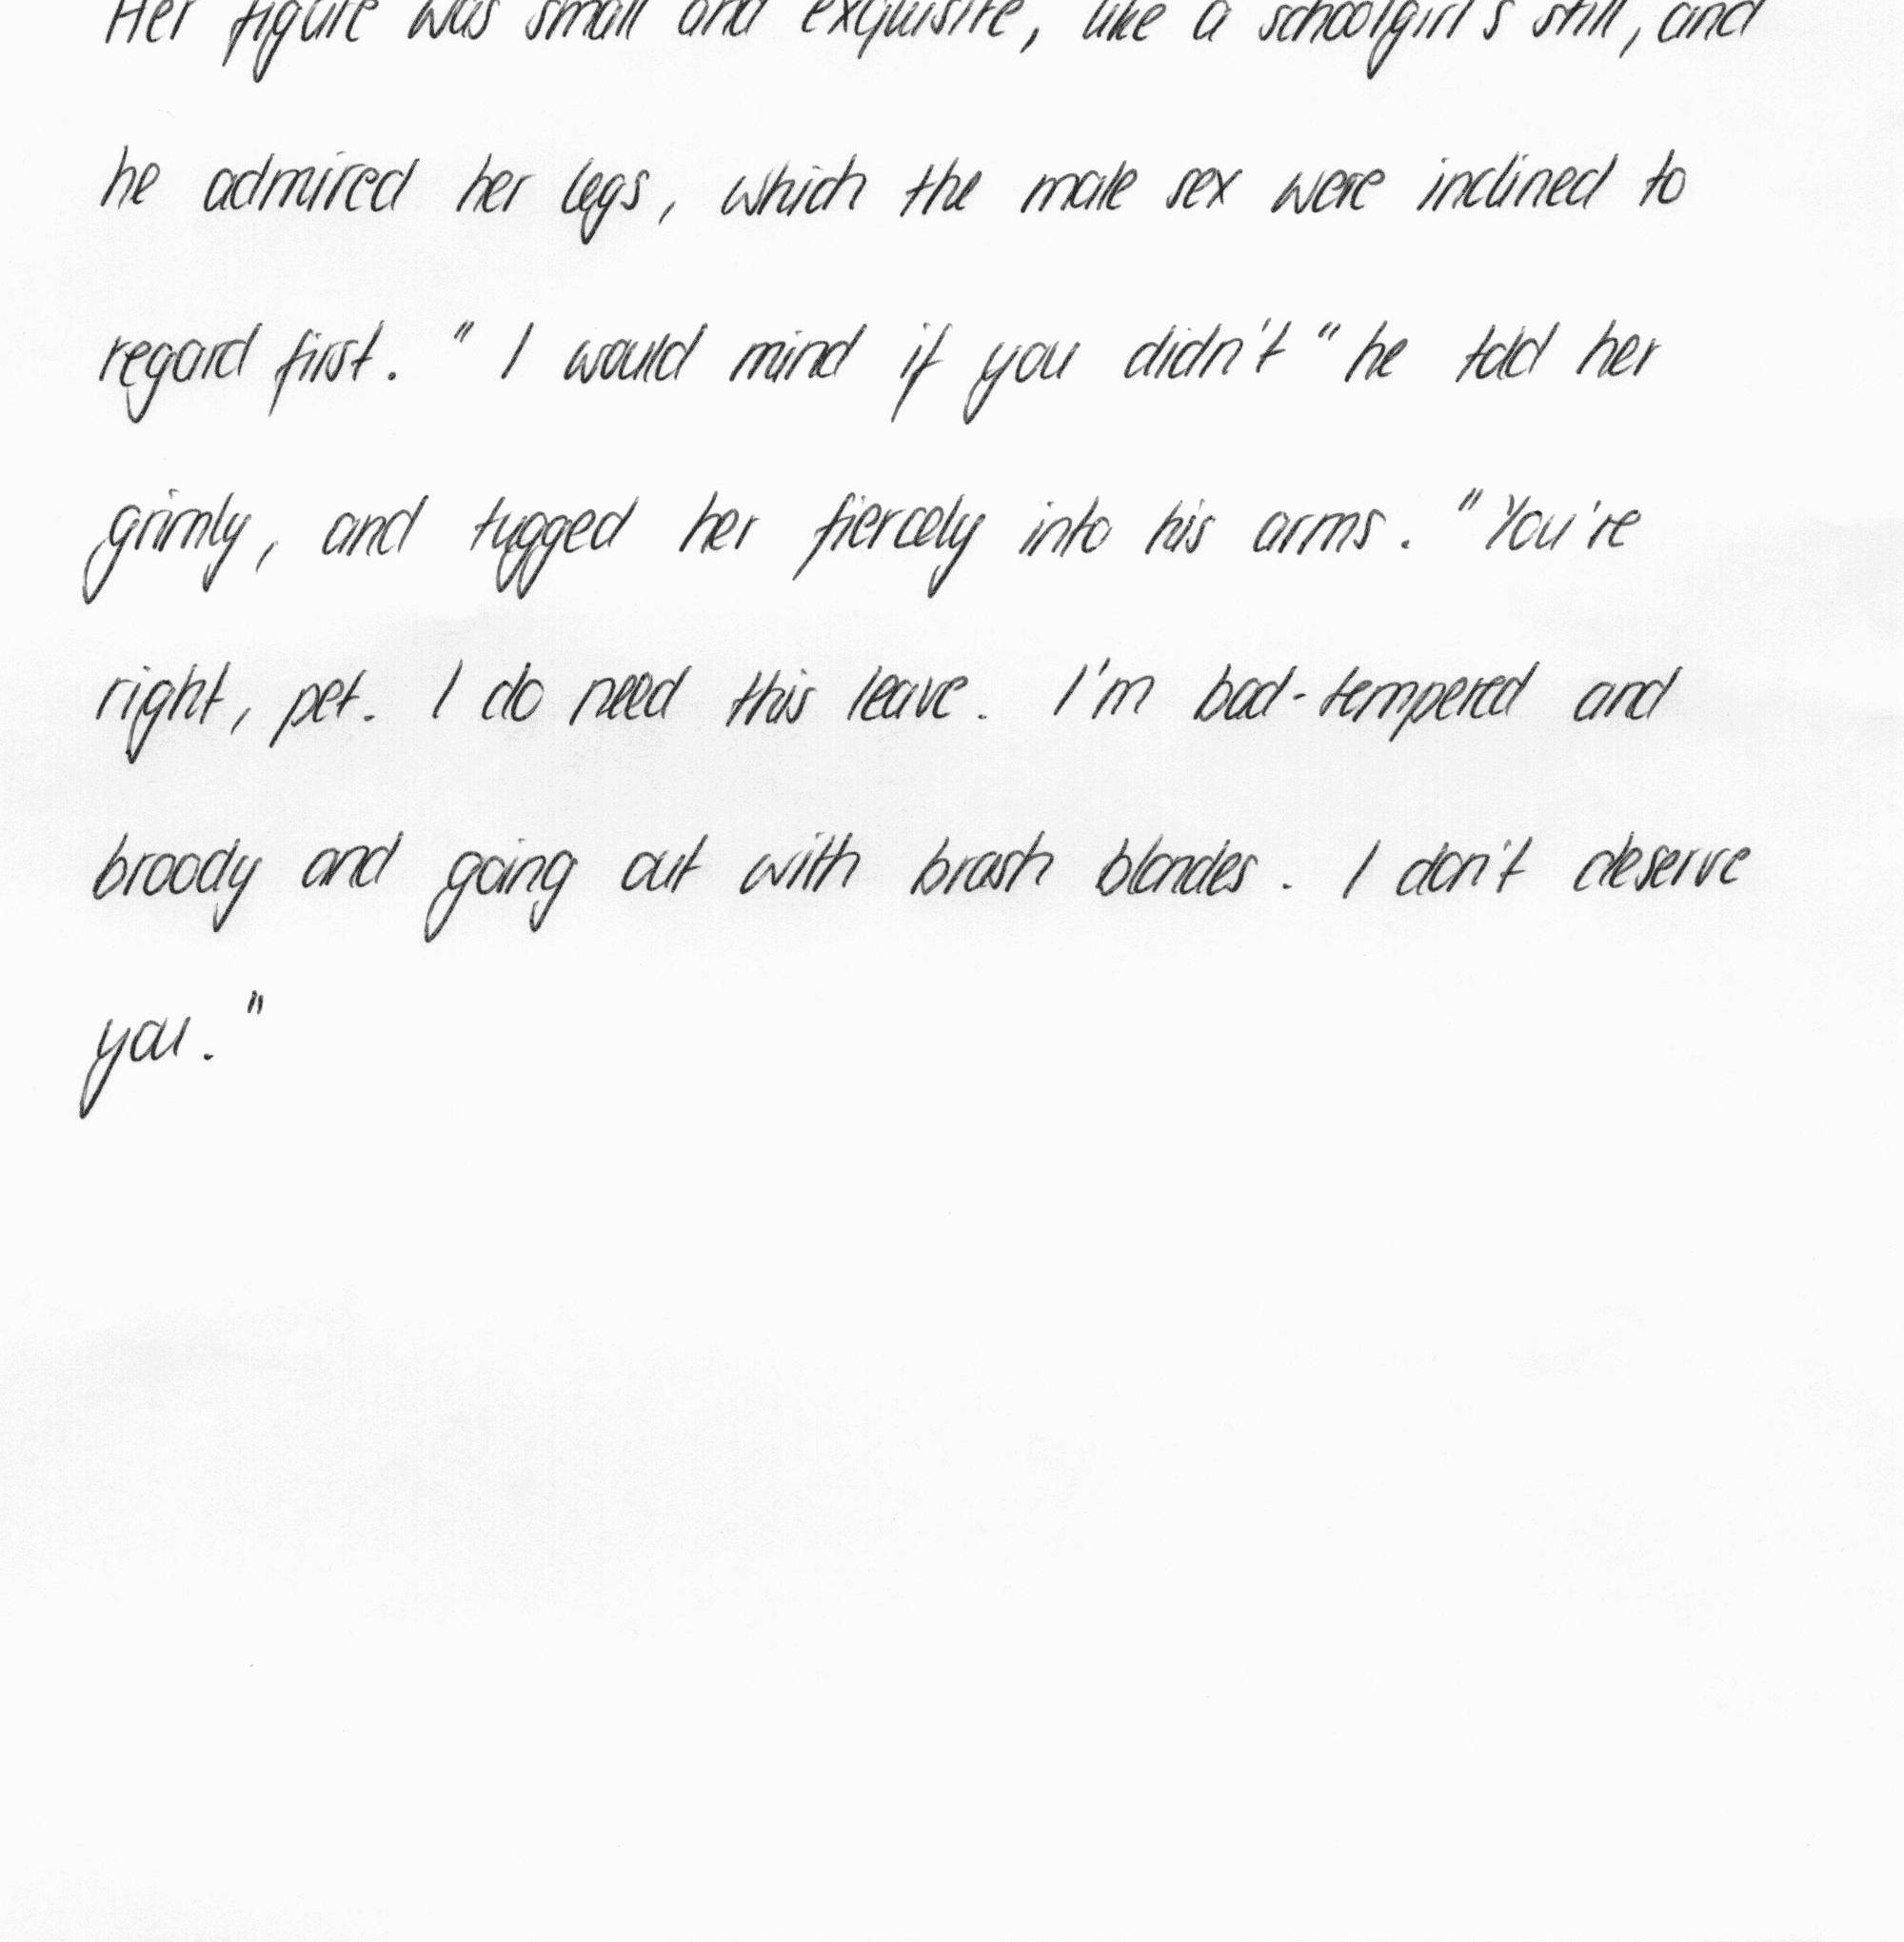 Her figure was small and exquisite, like a schoolgirl's still, and
he admired her legs, which the male sex were inclined to
regard first. "I would mind if you didn't" he told her
grimly, and tugged her fiercely into his arms. "You're
right, pet. I do need this leave. I'm bad-tempered and
broody and going out with brash blondes. I don't deserve
you."